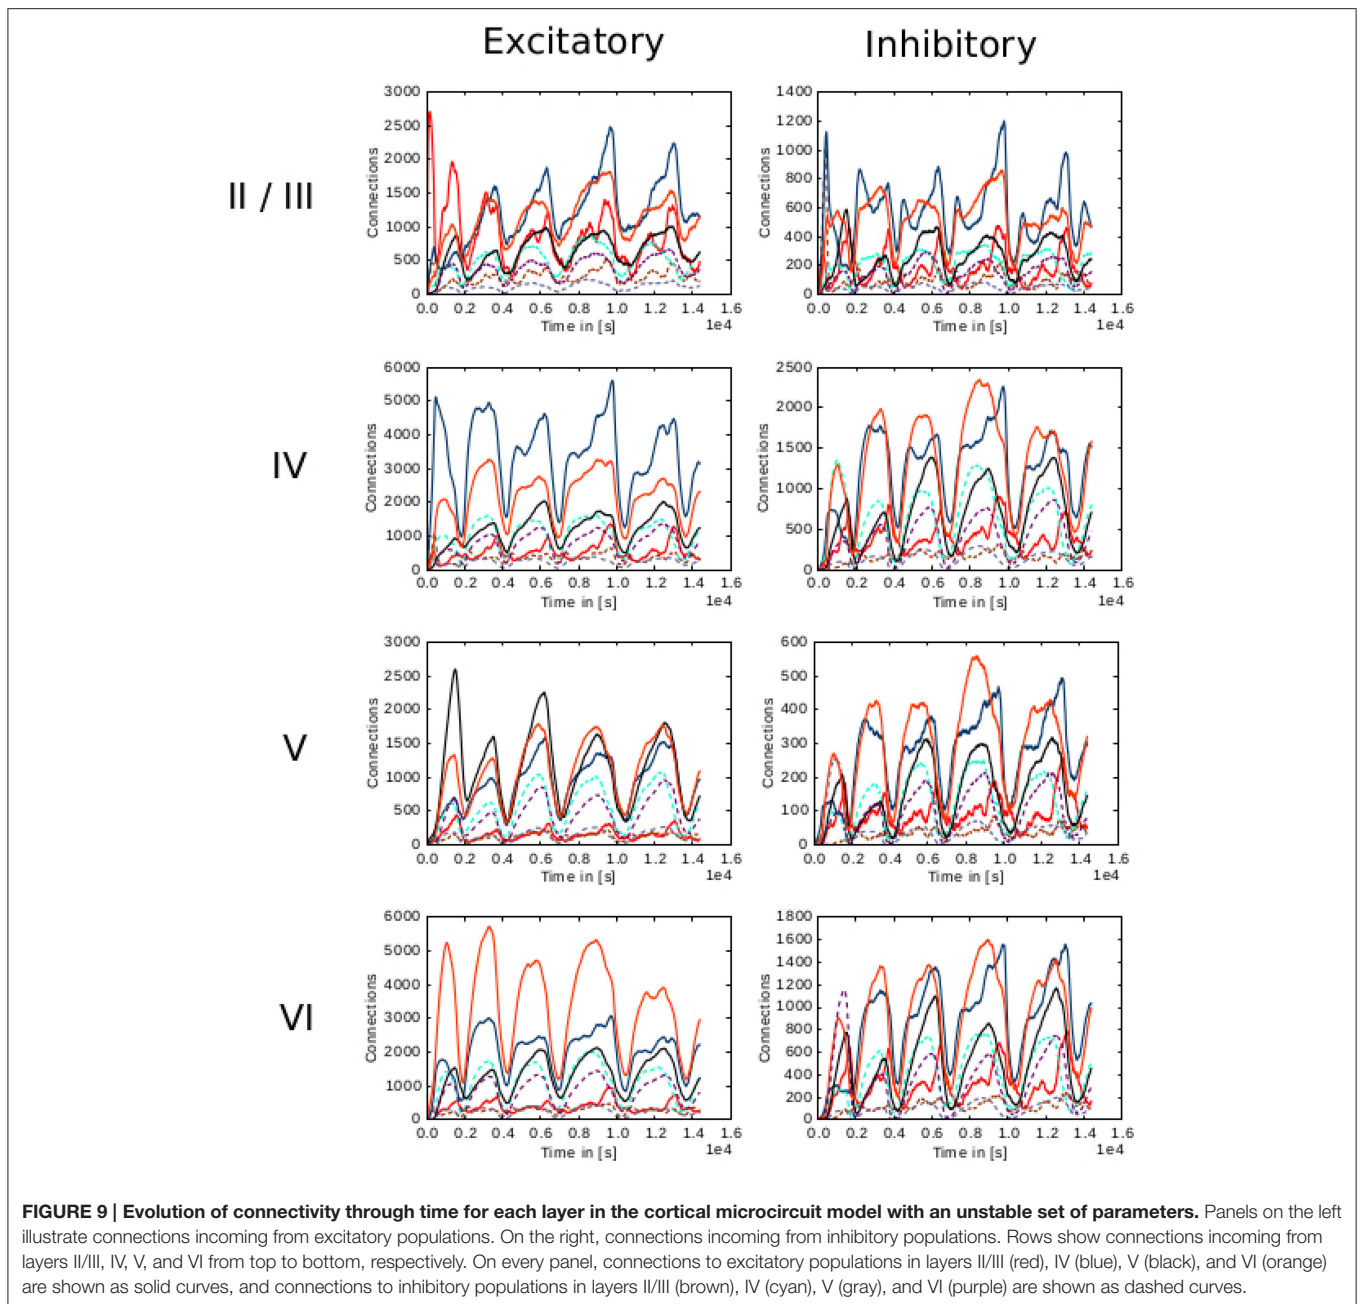 Excitatory Inhibitory
II / III
3000
2500
2000
1500
1000
500
0
Connections
0.0 0.2 0.4 0.6 0.8 1.0 1.2 1.4 1.6
Time in [s]
1e4
1400
1200
1000
800
600
400
200
0
Connections
0.0 0.2 0.4 0.6 0.8 1.0 1.2 1.4 1.6
Time in [s]
1e4
IV
6000
5000
4000
3000
2000
1000
0
Connections
0.0 0.2 0.4 0.6 0.8 1.0 1.2 1.4 1.6
Time in [s]
1e4
2500
2000
1500
1000
500
0
Connections
0.0 0.2 0.4 0.6 0.8 1.0 1.2 1.4 1.6
Time in [s]
1e4
V
3000
2500
2000
1500
1000
500
0
Connections
0.0 0.2 0.4 0.6 0.8 1.0 1.2 1.4 1.6
Time in [s]
1e4
600
500
400
300
200
100
0
Connections
0.0 0.2 0.4 0.6 0.8 1.0 1.2 1.4 1.6
Time in [s]
1e4
VI
6000
5000
4000
3000
2000
1000
0
Connections
0.0 0.2 0.4 0.6 0.8 1.0 1.2 1.4 1.6
Time in [s]
1e4
1800
1600
1400
1200
1000
800
600
400
200
0
Connections
0.0 0.2 0.4 0.6 0.8 1.0 1.2 1.4 1.6
Time in [s]
1e4
FIGURE 9 | Evolution of connectivity through time for each layer in the cortical microcircuit model with an unstable set of parameters. Panels on the left
illustrate connections incoming from excitatory populations. On the right, connections incoming from inhibitory populations. Rows show connections incoming from
layers II/III, IV, V, and VI from top to bottom, respectively. On every panel, connections to excitatory populations in layers II/III (red), IV (blue), V (black), and VI (orange)
are shown as solid curves, and connections to inhibitory populations in layers II/III (brown), IV (cyan), V (gray), and VI (purple) are shown as dashed curves.